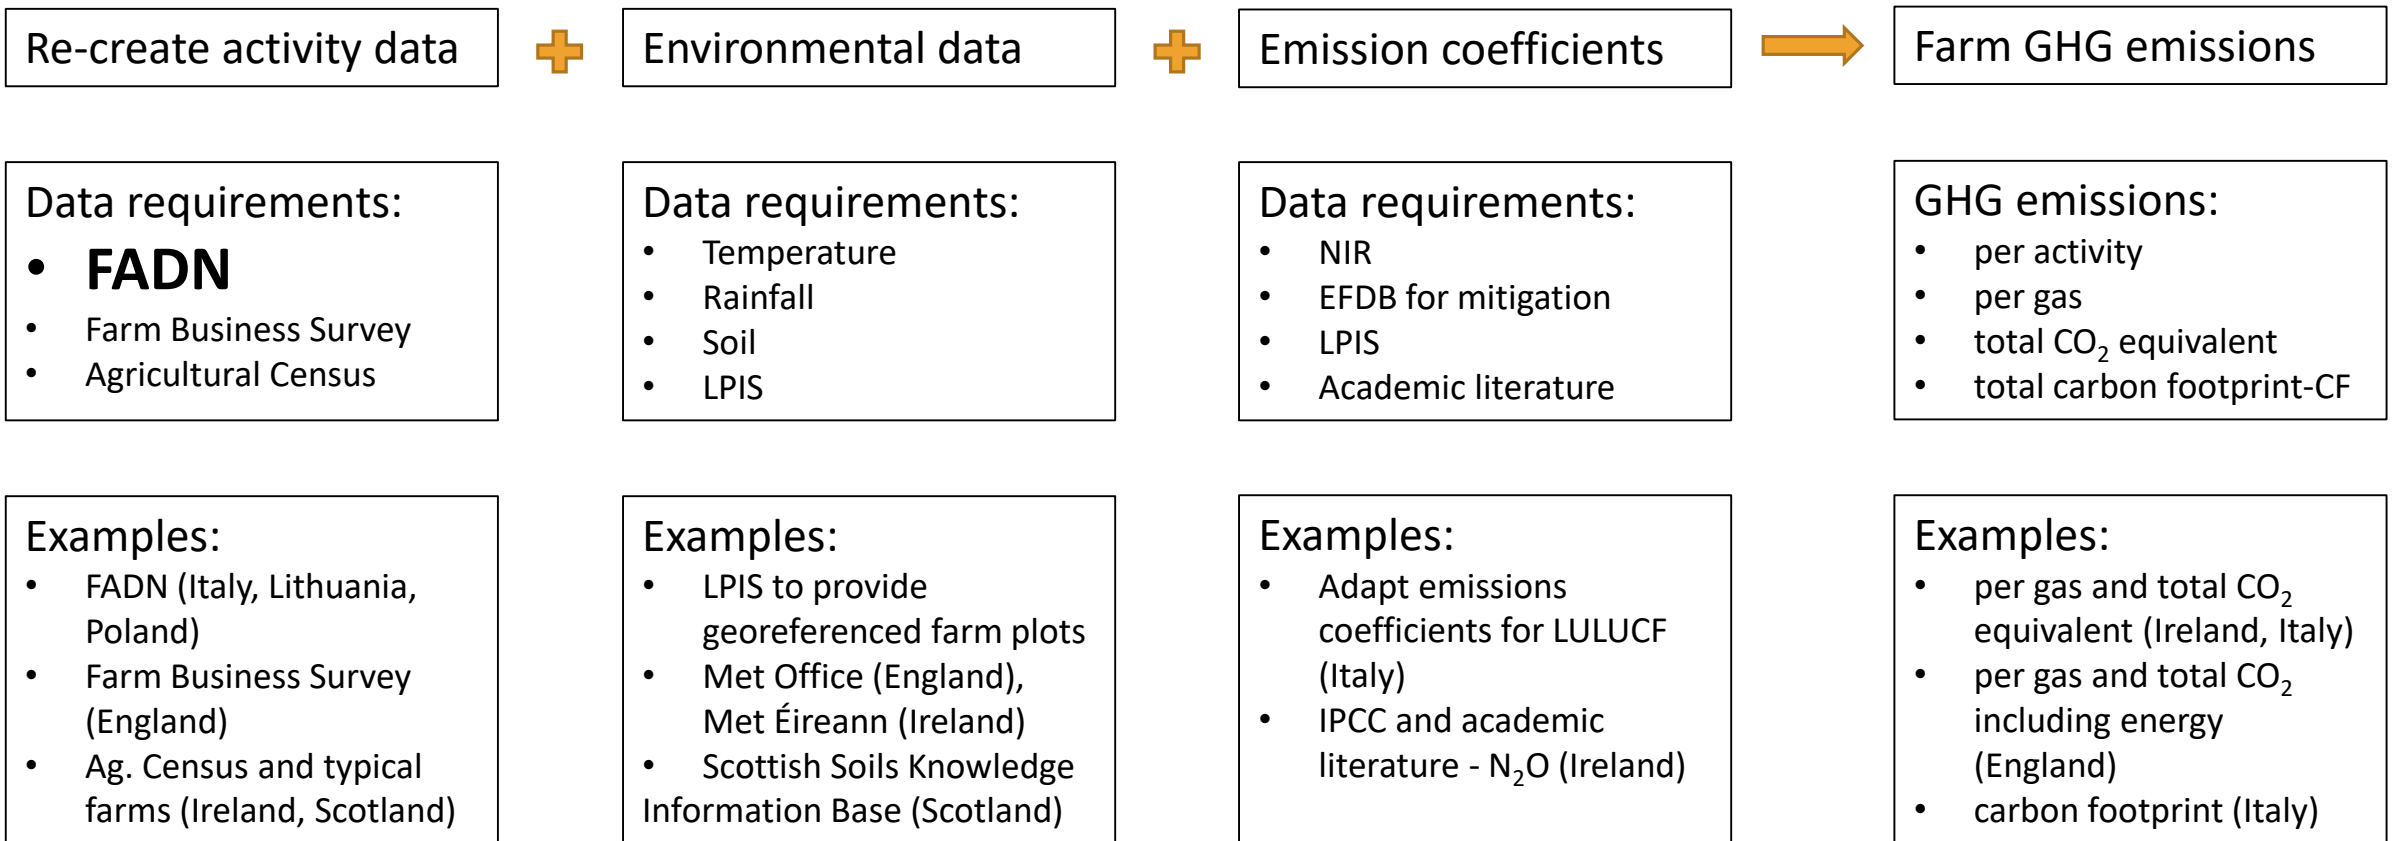 Re-create activity data
Environmental data
Emission coefficients
Farm GHG emissions
Data requirements:
• FADN
• Farm Business Survey
• Agricultural Census
Data requirements:
• Temperature
• Rainfall
• Soil
• LPIS
Data requirements:
• NIR
• EFDB for mitigation
• LPIS
• Academic literature
GHG emissions:
• per activity
• per gas
• total CO₂ equivalent
• total carbon footprint-CF
Examples:
• FADN (Italy, Lithuania,
Poland)
• Farm Business Survey
(England)
• Ag. Census and typical
farms (Ireland, Scotland)
Examples:
• LPIS to provide
georeferenced farm plots
• Met Office (England),
Met Éireann (Ireland)
• Scottish Soils Knowledge
Information Base (Scotland)
Examples:
• Adapt emissions
coefficients for LULUCF
(Italy)
• IPCC and academic
literature - N₂O (Ireland)
Examples:
• per gas and total CO₂
equivalent (Ireland, Italy)
• per gas and total CO₂
including energy
(England)
• carbon footprint (Italy)